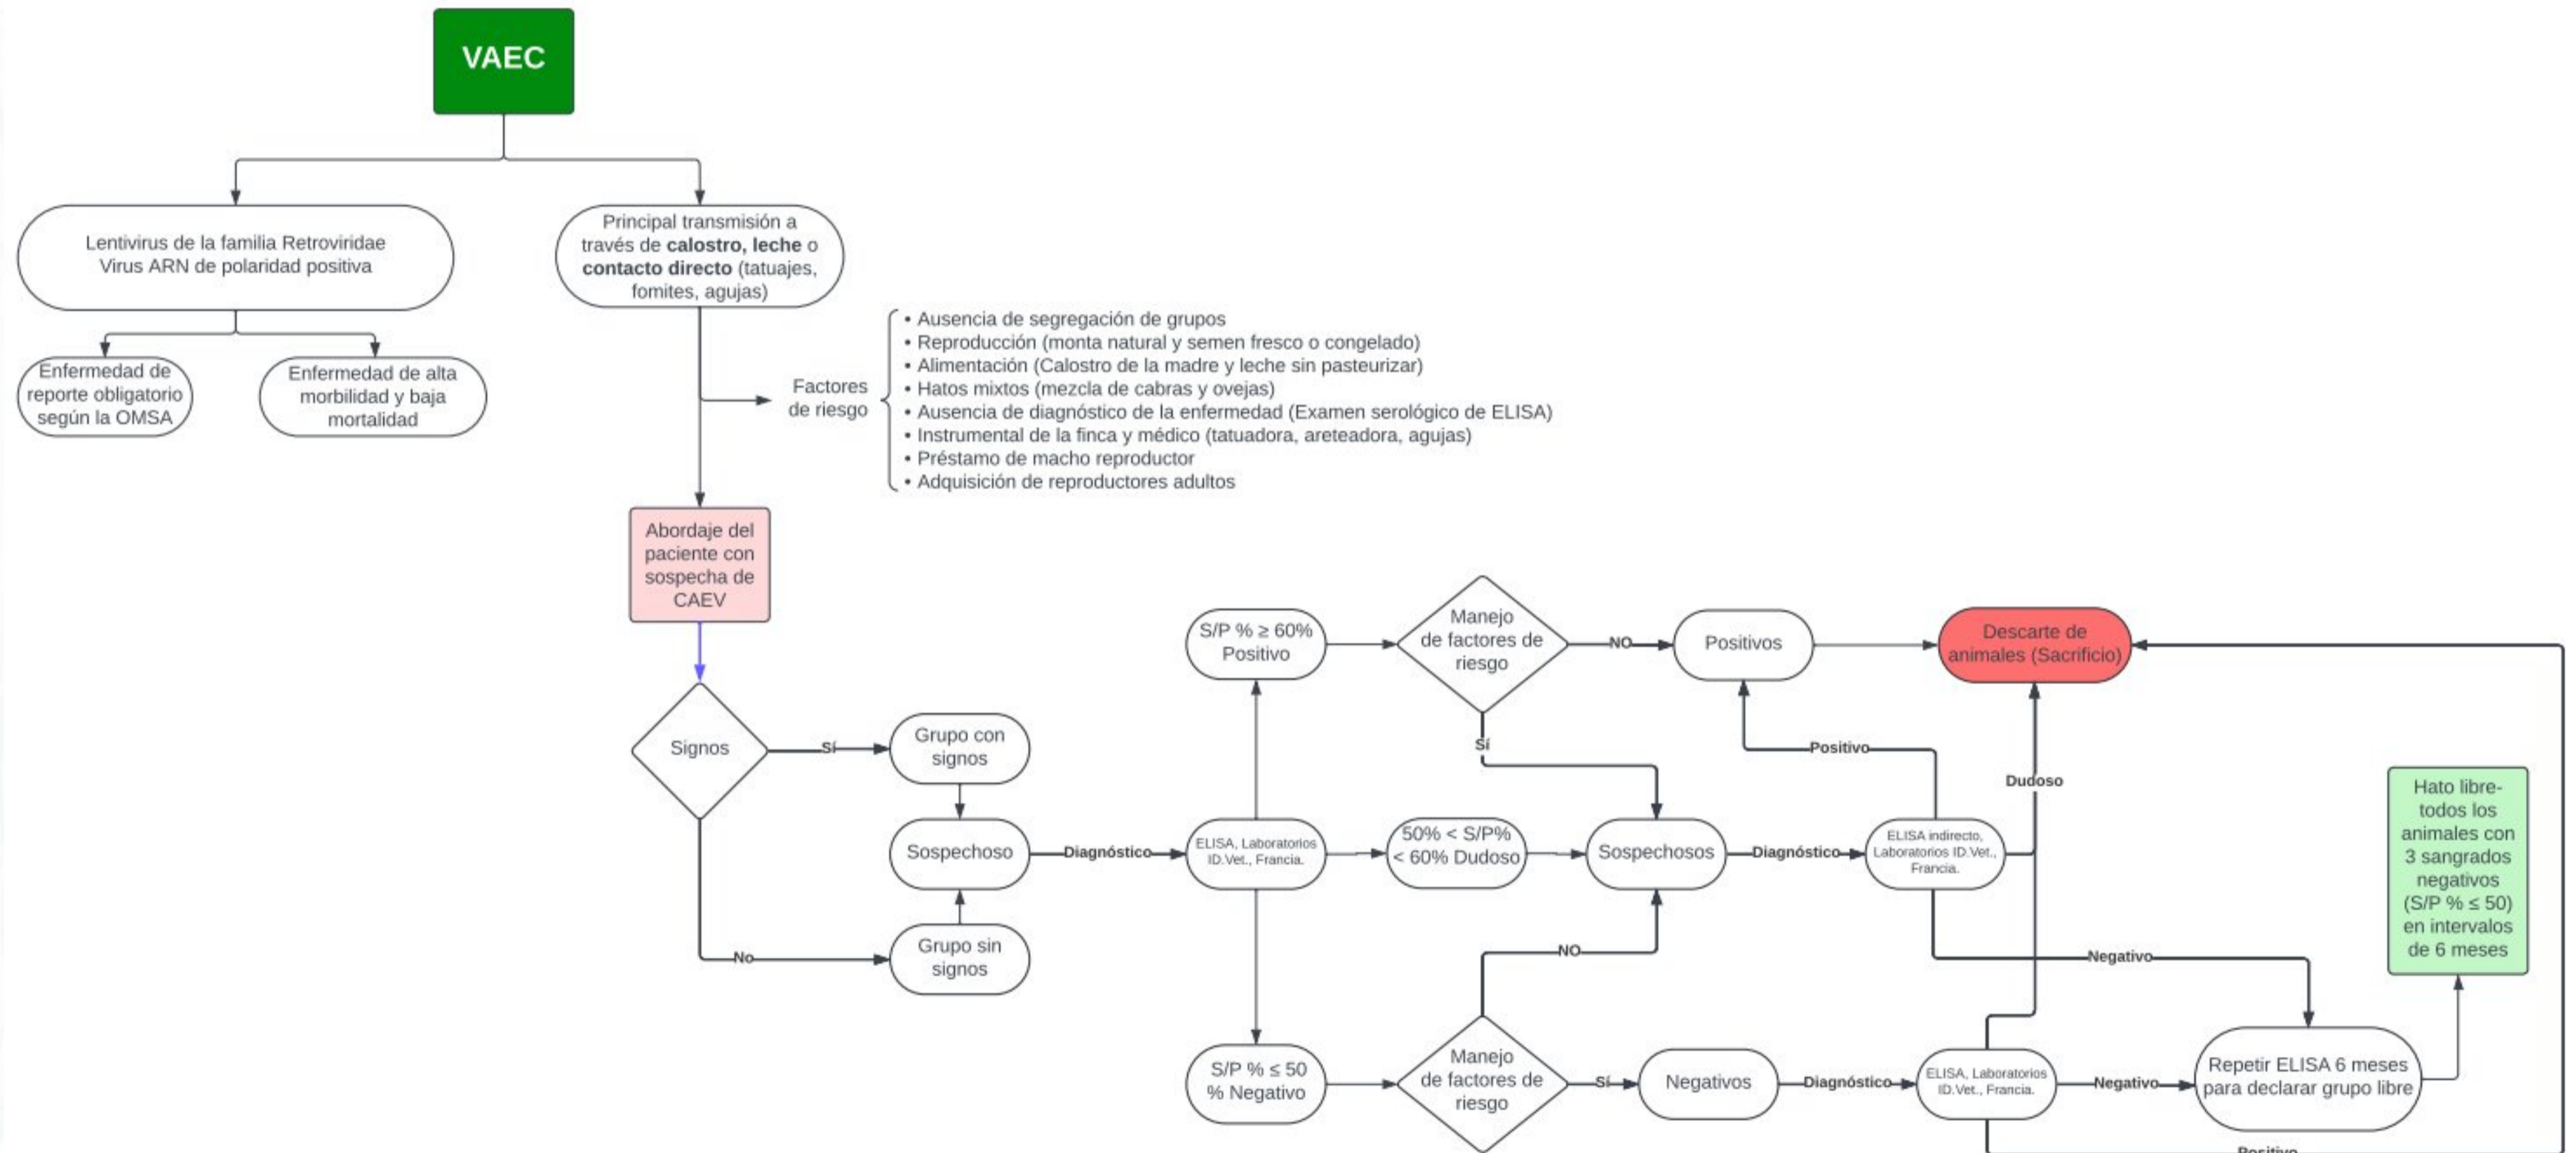 VAEC
Lentivirus de la familia Retroviridae
Virus ARN de polaridad positiva
Principal transmisión a
través de calostro, leche o
contacto directo (tatuajes,
fomites, agujas)
Enfermedad de
reporte obligatorio
según la OMSA
Enfermedad de alta
morbilidad y baja
mortalidad
Factores
de riesgo
• Ausencia de segregación de grupos
• Reproducción (monta natural y semen fresco o congelado)
• Alimentación (Calostro de la madre y leche sin pasteurizar)
• Hatos mixtos (mezcla de cabras y ovejas)
• Ausencia de diagnóstico de la enfermedad (Examen serológico de ELISA)
• Instrumental de la finca y médico (tatuadora, areteadora, agujas)
• Préstamo de macho reproductor
• Adquisición de reproductores adultos
Abordaje del
paciente con
sospecha de
CAEV
Signos
Sí
Grupo con
signos
Sospechoso
No
Grupo sin
signos
Diagnóstico
ELISA, Laboratorios
ID.Vet., Francia.
S/P % ≥ 60%
Positivo
Manejo
de factores de
riesgo
NO
Positivos
Descarte de
animales (Sacrificio)
Sí
50% < S/P%
< 60% Dudoso
Sospechosos
Diagnóstico
ELISA indirecto,
Laboratorios ID.Vet.,
Francia.
Positivo
Dudoso
Negativo
NO
S/P % ≤ 50
% Negativo
Manejo
de factores de
riesgo
Sí
Negativos
Diagnóstico
ELISA, Laboratorios
ID.Vet., Francia.
Negativo
Repetir ELISA 6 meses
para declarar grupo libre
Hato libre-
todos los
animales con
3 sangrados
negativos
(S/P % ≤ 50)
en intervalos
de 6 meses
Positivo